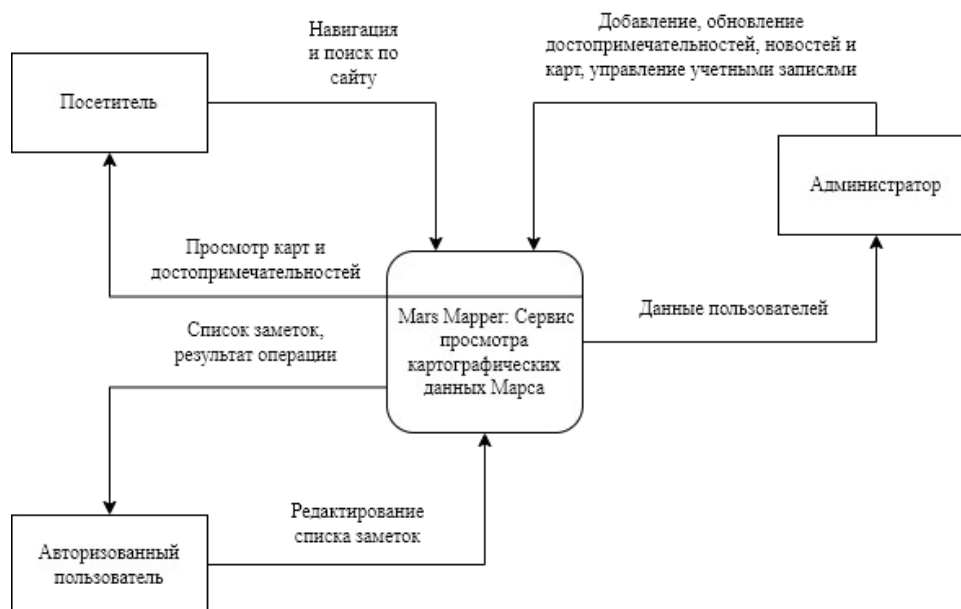 Навигация
и поиск по
сайту
Добавление, обновление
достопримечательностей, новостей и
карт, управление учетными записями
Посетитель
Администратор
Просмотр карт и
достопримечательностей
Mars Mapper: Сервис
просмотра
картографических
данных Марса
Данные пользователей
Список заметок,
результат операции
Редактирование
списка заметок
Авторизованный
пользователь